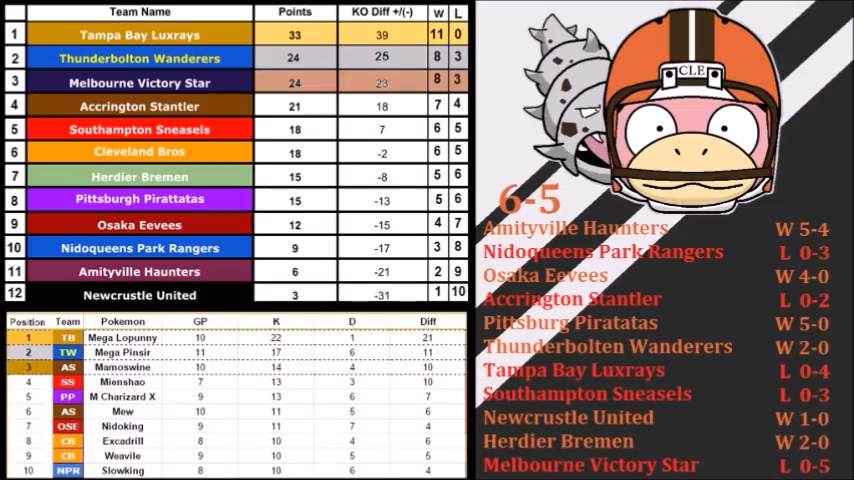 Team Name Points KO Diff +/(-) W L
1 Tampa Bay Luxrays 33 39 11 0
2 Thunderbolton Wanderers 24 25 8 3
3 Melbourne Victory Star 24 23 8 3
4 Accrington Stantler 21 18 7 4
5 Southampton Sneasels 18 7 6 5
6 Cleveland Bros 18 -2 6 5
7 Herdier Bremen 15 -8 5 6
8 Pittsburgh Pirattatas 15 -13 5 6
9 Osaka Eevees 12 -15 4 7
10 Nidoqueens Park Rangers 9 -17 3 8
11 Amityville Haunters 6 -21 2 9
12 Newcrustle United 3 -31 1 10
Position Team Pokemon GP K D Diff
1 TB Mega Lopunny 10 22 1 21
2 TW Mega Pinsir 11 17 6 11
3 AS Mamoswine 10 14 4 10
4 SS Mienshao 7 13 3 10
5 PP M Charizard X 9 13 6 7
6 AS Mew 10 11 5 6
7 OSE Nidoking 9 11 7 4
8 CB Excadrill 8 10 4 6
9 CB Weavile 9 10 5 5
10 NPR Slowking 8 10 6 4
CLE
6-5
Amityville Haunters W 5-4
Nidoqueens Park Rangers L 0-3
Osaka Eevees W 4-0
Accrington Stantler L 0-2
Pittsburg Piratatas W 5-0
Thunderbolten Wanderers W 2-0
Tampa Bay Luxrays L 0-4
Southampton Sneasels L 0-3
Newcrustle United W 1-0
Herdier Bremen W 2-0
Melbourne Victory Star L 0-5